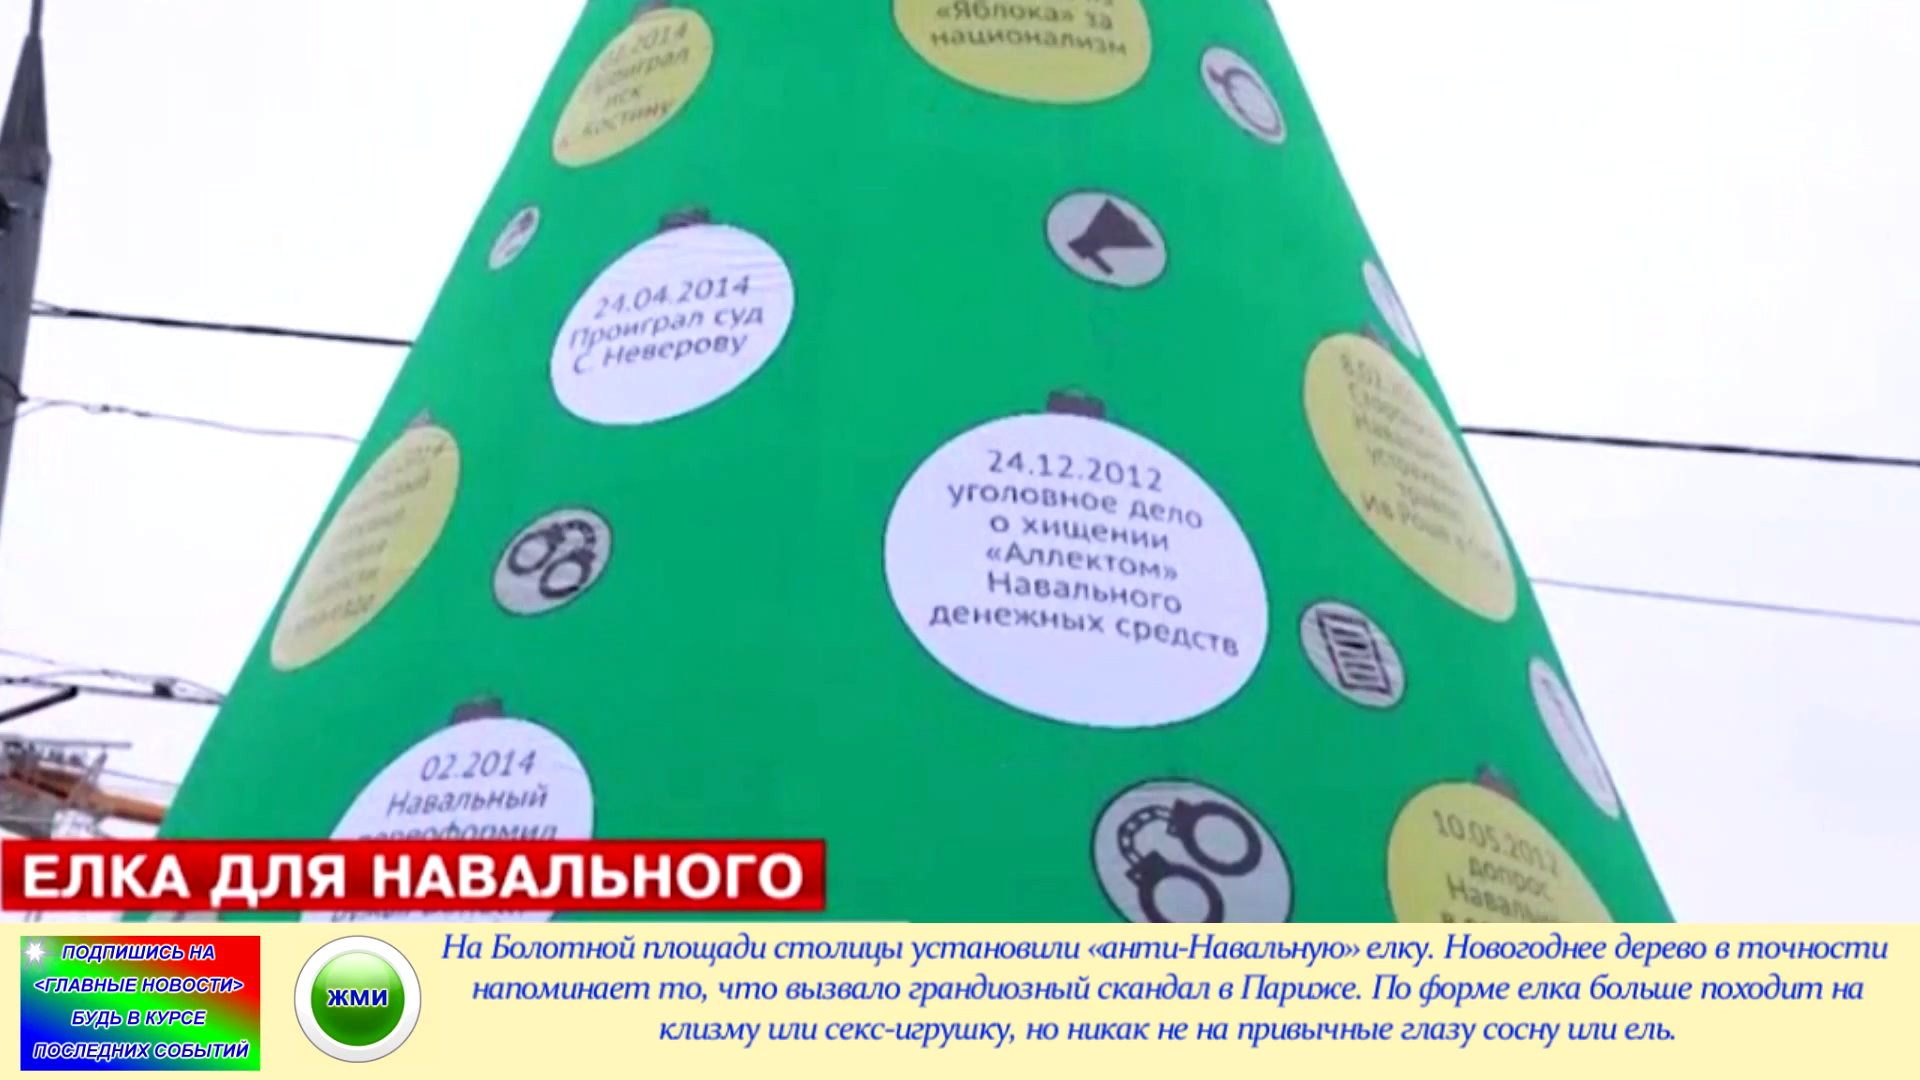 «Яблока» за
национализм
02.2014
Проиграл
иск
Костину
24.04.2014
Проиграл суд
С Неверову
24.12.2012
уголовное дело
о хищении
«Аллектом»
Навального
денежных средств
Ив Роше
02.2014
Навальный
переоформил
10.05.2012
допрос
ЕЛКА ДЛЯ НАВАЛЬНОГО
ПОДПИШИСЬ НА
<ГЛАВНЫЕ НОВОСТИ>
БУДЬ В КУРСЕ
ПОСЛЕДНИХ СОБЫТИЙ
ЖМИ
На Болотной площади столицы установили «анти-Навальную» елку. Новогоднее дерево в точности
напоминает то, что вызвало грандиозный скандал в Париже. По форме елка больше походит на
клизму или секс-игрушку, но никак не на привычные глазу сосну или ель.